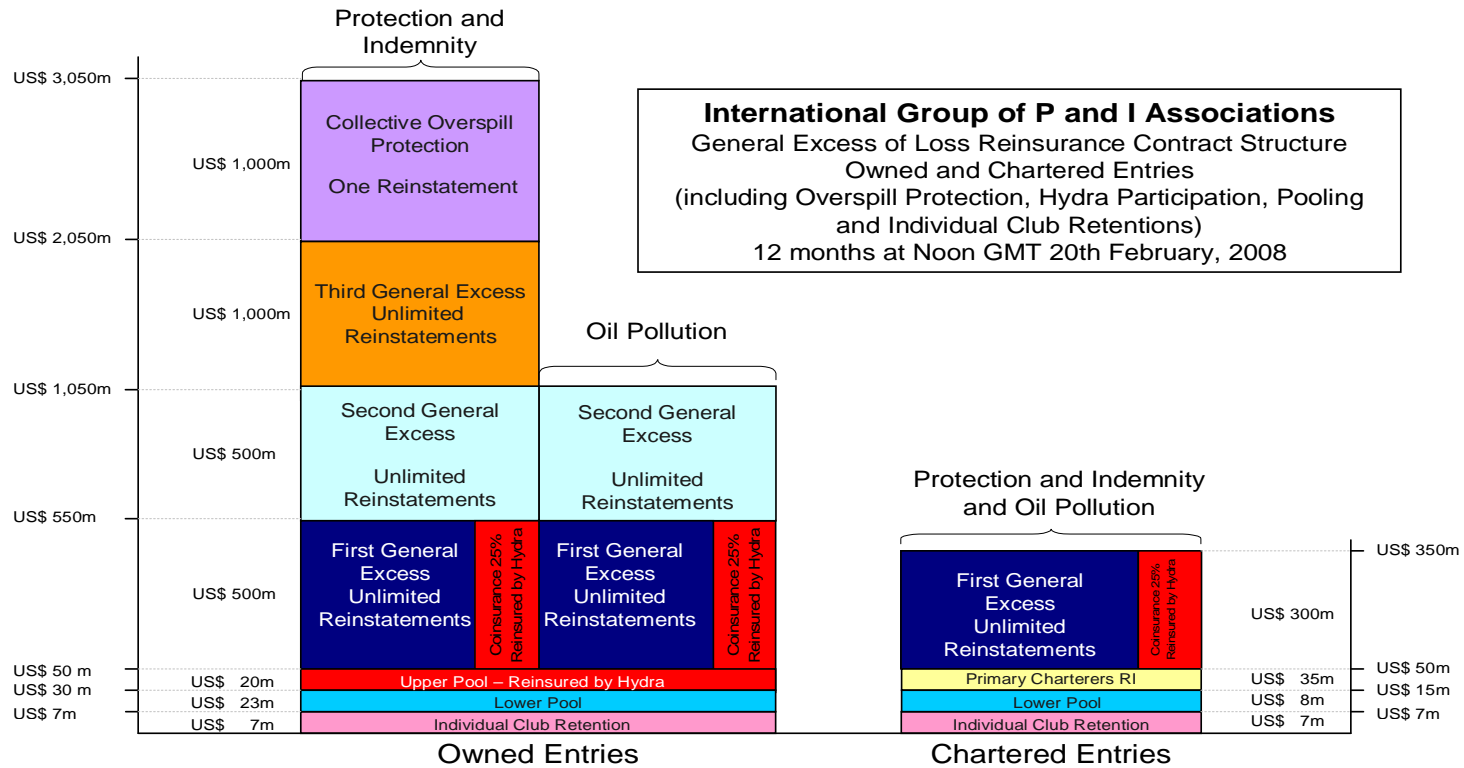 Protection and
Indemnity
US$ 3,050m
International Group of P and I Associations
General Excess of Loss Reinsurance Contract Structure
Owned and Chartered Entries
(including Overspill Protection, Hydra Participation, Pooling
and Individual Club Retentions)
12 months at Noon GMT 20th February, 2008
Collective Overspill
Protection
One Reinstatement
US$ 1,000m
US$ 2,050m
Third General Excess
Unlimited
Reinstatements
US$ 1,000m
Oil Pollution
US$ 1,050m
Second General
Excess
Unlimited
Reinstatements
Second General
Excess
Unlimited
Reinstatements
US$ 500m
US$ 550m
First General
Excess
Unlimited
Reinstatements
Coinsurance 25%
Reinsured by Hydra
First General
Excess
Unlimited
Reinstatements
Coinsurance 25%
Reinsured by Hydra
US$ 500m
US$ 50 m
US$ 20m
Upper Pool – Reinsured by Hydra
US$ 30 m
US$ 23m
Lower Pool
US$ 7m
US$ 7m
Individual Club Retention
Owned Entries
Protection and Indemnity
and Oil Pollution
US$ 350m
First General
Excess
Unlimited
Reinstatements
Coinsurance 25%
Reinsured by Hydra
US$ 300m
US$ 50m
Primary Charterers RI
US$ 35m
US$ 15m
Lower Pool
US$ 8m
US$ 7m
Individual Club Retention
US$ 7m
Chartered Entries